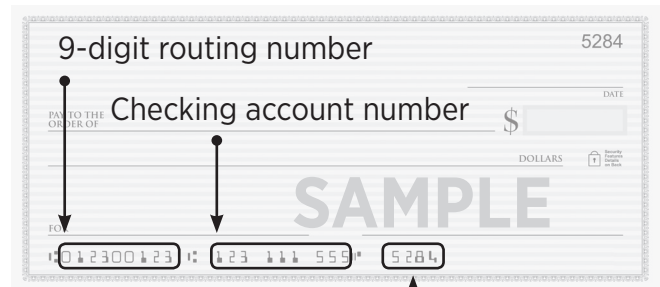 9-digit routing number
5284
DATE
PAY TO THE
ORDER OF
Checking account number
$
DOLLARS
Security
Features
Details
on Back
SAMPLE
FO
⑆012300123⑆ 123 111 555⑈ 5284